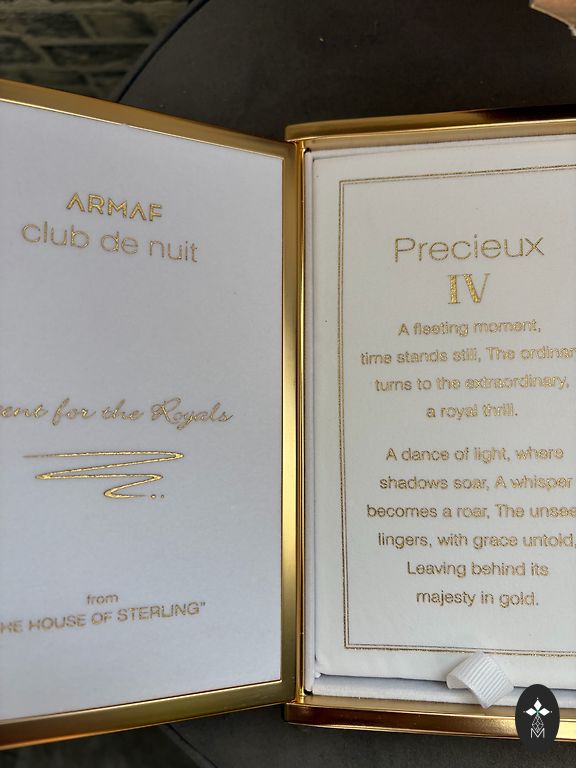 ARMAF
club de nuit
for the Royals
from
HOUSE OF STERLING"
Precieux
IV
A fleeting moment,
time stands still, The
turns to the extraordinary,
a royal thrill.
A dance of light, where
shadows soar, A whisper
becomes a roar, The
lingers, with grace untold,
Leaving behind its
majesty in gold.
M